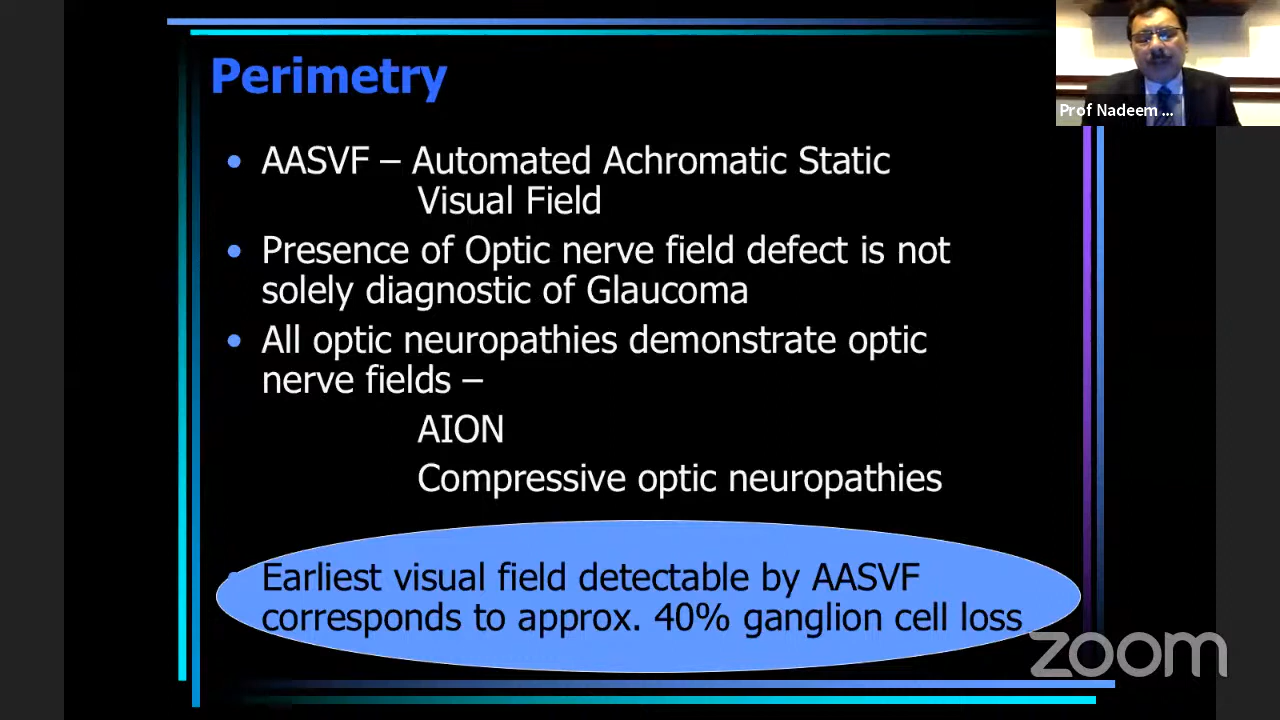 Perimetry
Prof Nadeem ...
• AASVF – Automated Achromatic Static
Visual Field
• Presence of Optic nerve field defect is not
solely diagnostic of Glaucoma
• All optic neuropathies demonstrate optic
nerve fields –
AION
Compressive optic neuropathies
• Earliest visual field detectable by AASVF
corresponds to approx. 40% ganglion cell loss
zoom